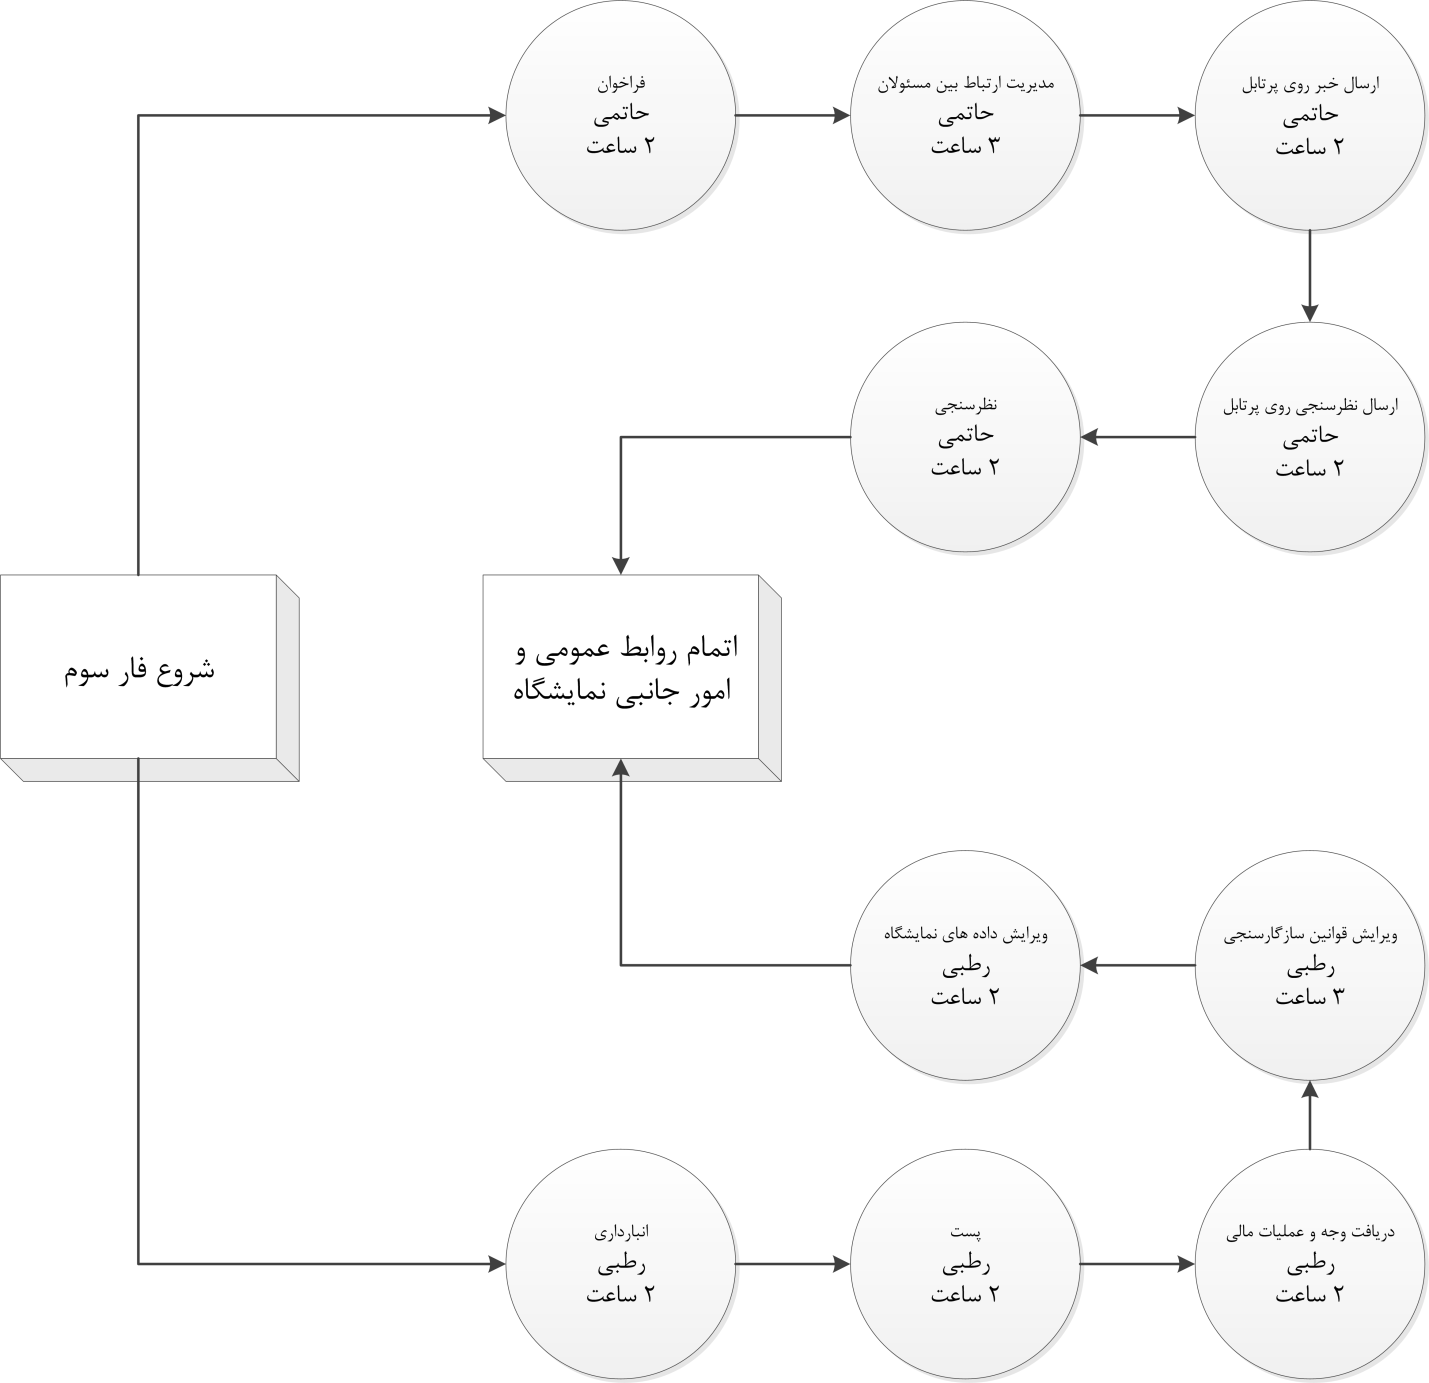 فراخوان
حاتمی
۲ ساعت
مدیریت ارتباط بین مسئولان
حاتمی
۳ ساعت
ارسال خبر روی پرتابل
حاتمی
۲ ساعت
ارسال نظرسنجی روی پرتابل
حاتمی
۲ ساعت
نظرسنجی
حاتمی
۲ ساعت
شروع فار سوم
اتمام روابط عمومی و
امور جانبی نمایشگاه
ویرایش داده های نمایشگاه
رطبی
۲ ساعت
ویرایش قوانین سازگارسنجی
رطبی
۳ ساعت
انبارداری
رطبی
۲ ساعت
پست
رطبی
۲ ساعت
دریافت وجه و عملیات مالی
رطبی
۲ ساعت